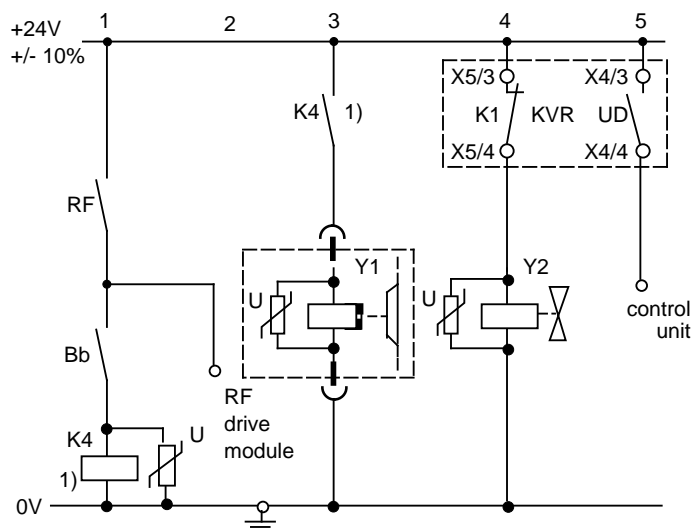 1 2 3 4 5
+24V
+/- 10%
X5/3 X4/3
K4 1) K1 KVR UD
X5/4 X4/4
RF
Y1 Y2
U U
control
unit
Bb
RF
drive
module
K4 U
1)
0V